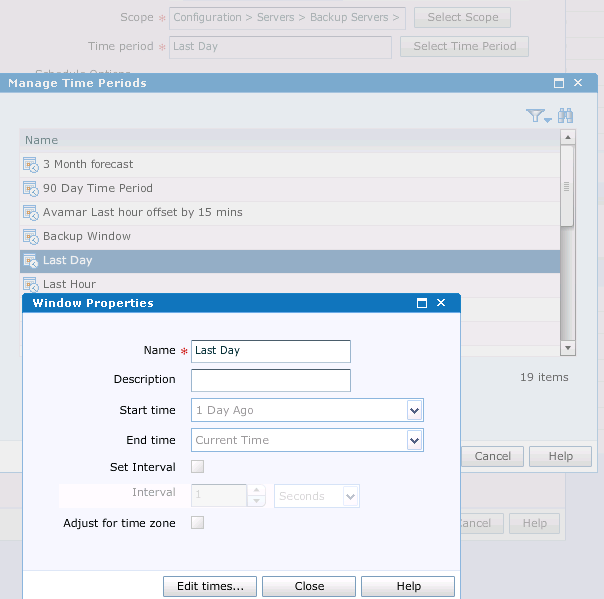 Scope * Configuration > Servers > Backup Servers > Select Scope
Time period * Last Day Select Time Period
Schedule Options
Manage Time Periods
Name
3 Month forecast
90 Day Time Period
Avamar Last hour offset by 15 mins
Backup Window
Last Day
Last Hour
19 items
Cancel Help
Window Properties
Name * Last Day
Description
Start time 1 Day Ago
End time Current Time
Set Interval
Interval 1 Seconds
Adjust for time zone
Edit times... Close Help
Help